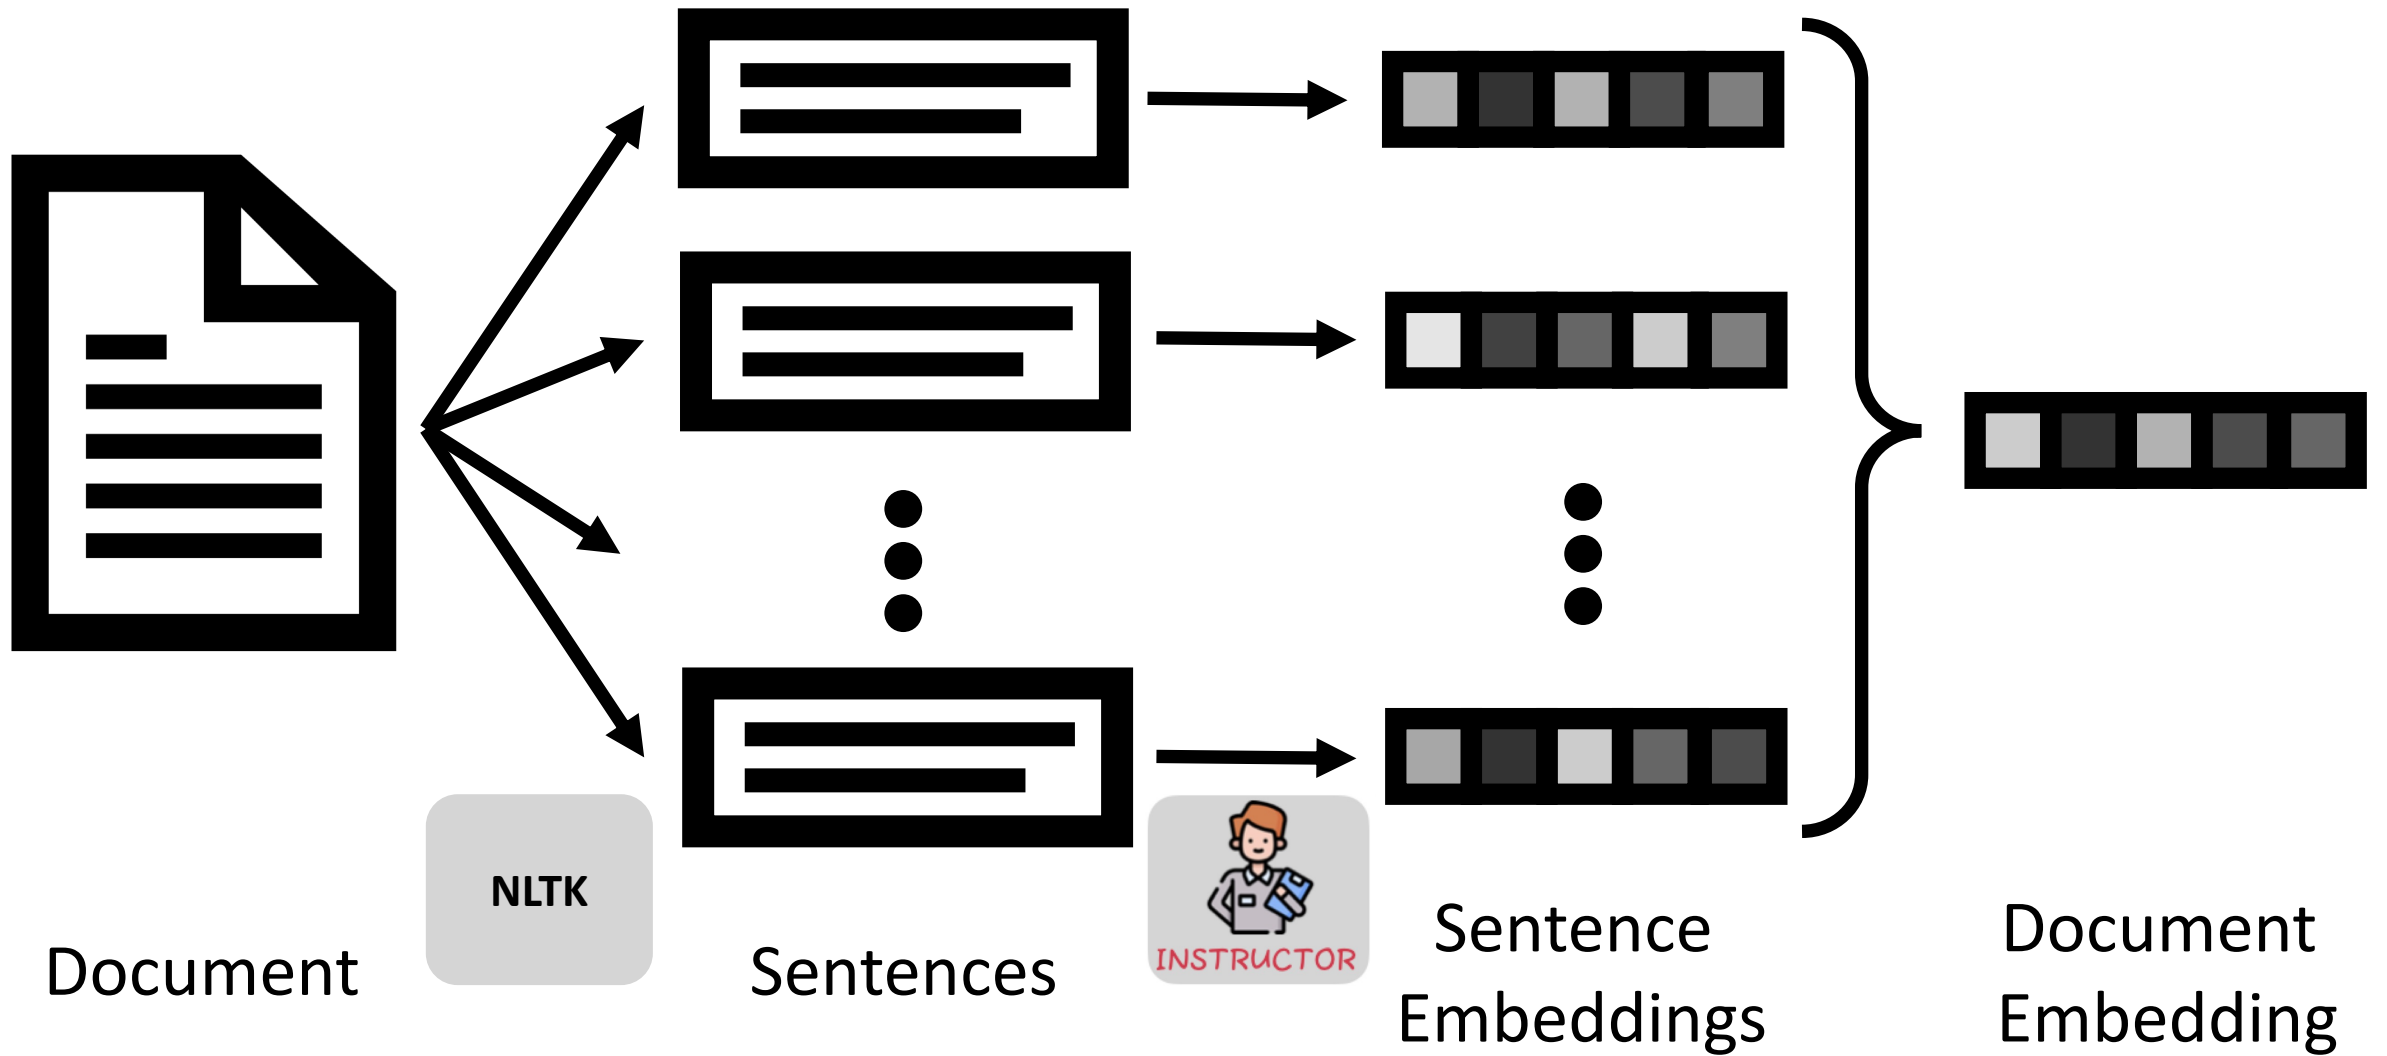 NLTK
INSTRUCTOR
Document
Sentences
Sentence
Embeddings
Document
Embedding